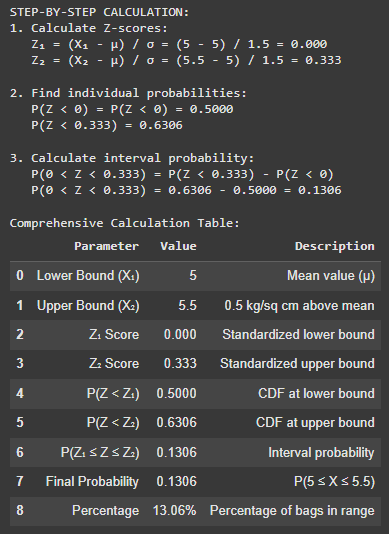 STEP-BY-STEP CALCULATION:
1. Calculate Z-scores:
Z₁ = (X₁ - μ) / σ = (5 - 5) / 1.5 = 0.000
Z₂ = (X₂ - μ) / σ = (5.5 - 5) / 1.5 = 0.333
2. Find individual probabilities:
P(Z < 0) = P(Z < 0) = 0.5000
P(Z < 0.333) = 0.6306
3. Calculate interval probability:
P(0 < Z < 0.333) = P(Z < 0.333) - P(Z < 0)
P(0 < Z < 0.333) = 0.6306 - 0.5000 = 0.1306
Comprehensive Calculation Table:
Parameter Value Description
0 Lower Bound (X₁) 5 Mean value (μ)
1 Upper Bound (X₂) 5.5 0.5 kg/sq cm above mean
2 Z₁ Score 0.000 Standardized lower bound
3 Z₂ Score 0.333 Standardized upper bound
4 P(Z < Z₁) 0.5000 CDF at lower bound
5 P(Z < Z₂) 0.6306 CDF at upper bound
6 P(Z₁ ≤ Z ≤ Z₂) 0.1306 Interval probability
7 Final Probability 0.1306 P(5 ≤ X ≤ 5.5)
8 Percentage 13.06% Percentage of bags in range